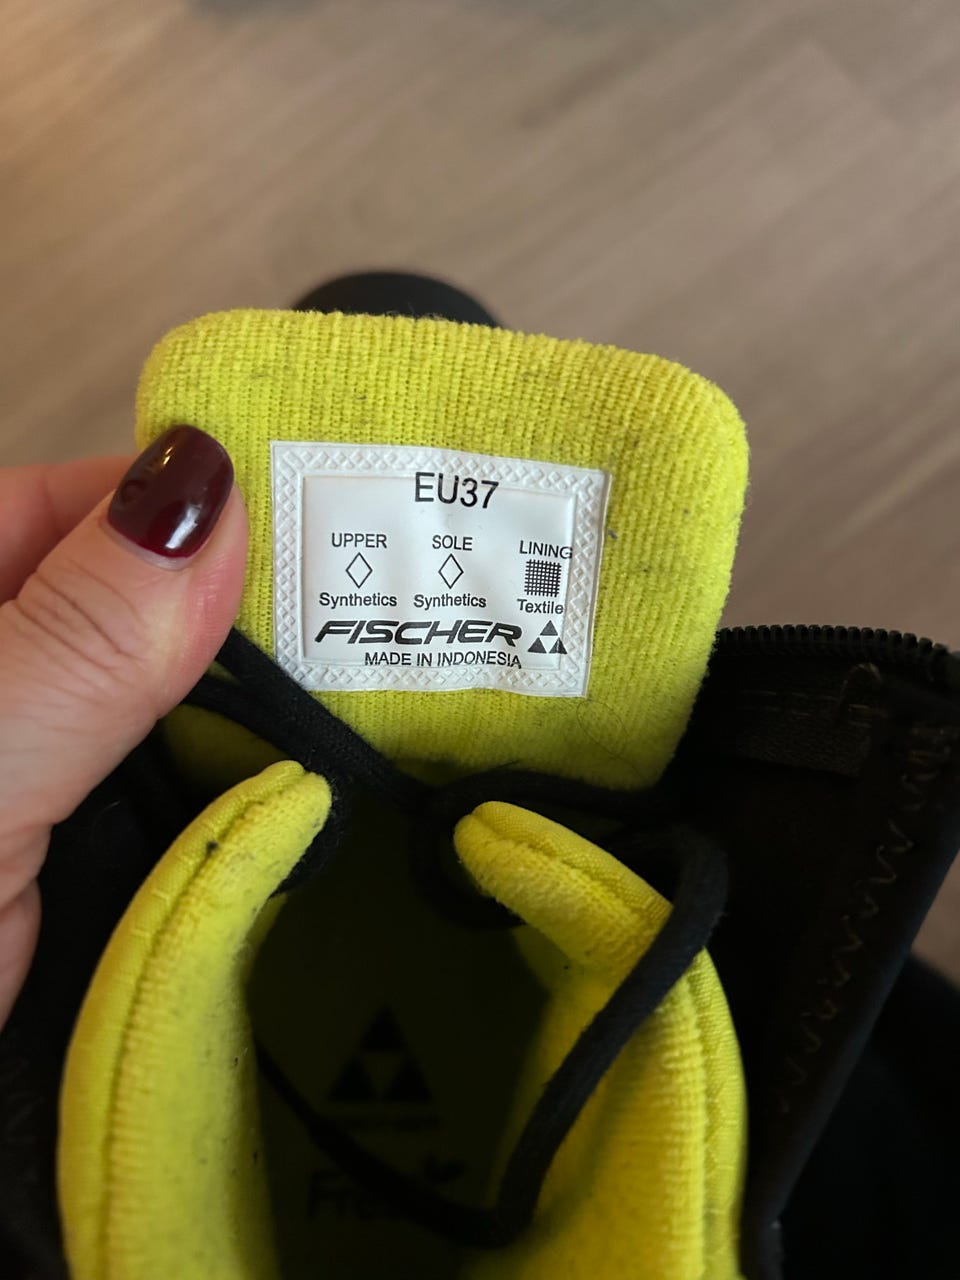 EU37
UPPER SOLE LINING
Synthetics Synthetics Textile
FISCHER
MADE IN INDONESIA